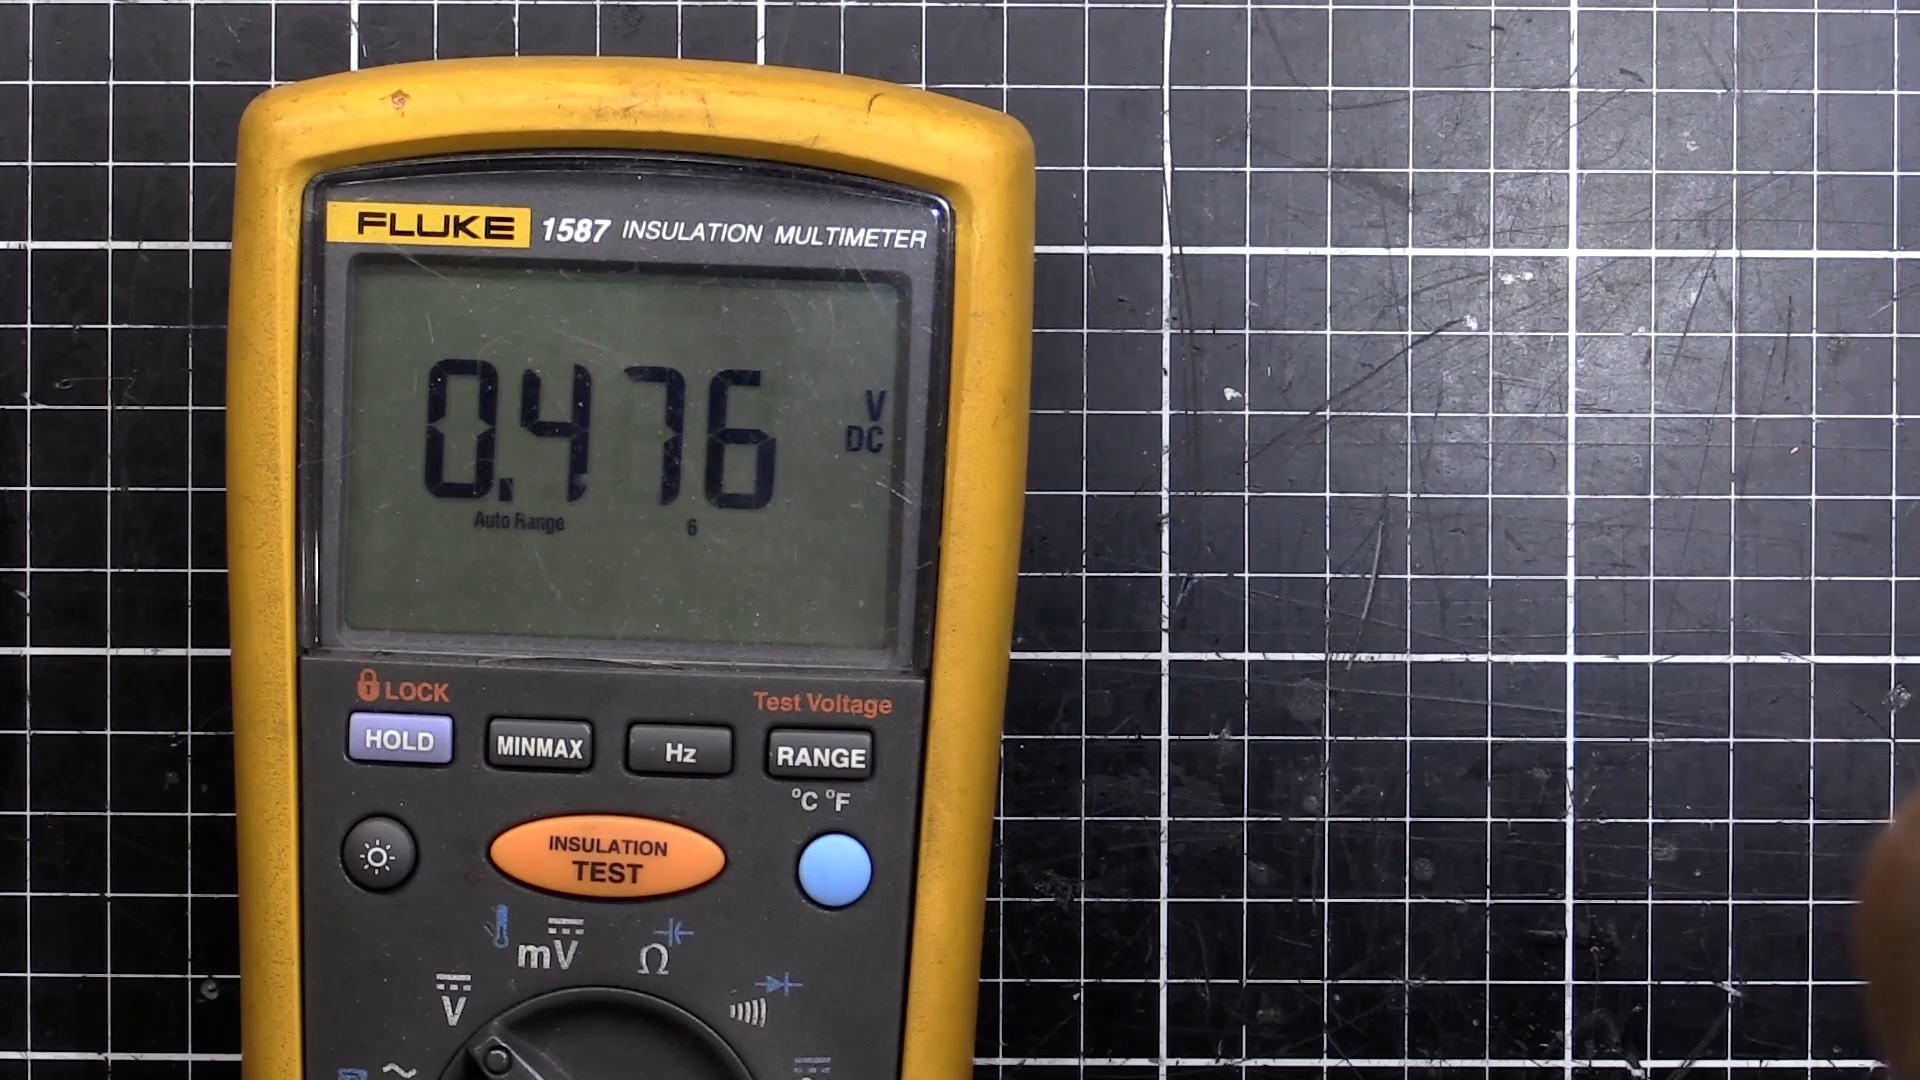 FLUKE 1587 INSULATION MULTIMETER
0.476 V DC
Auto Range 6
LOCK Test Voltage
HOLD MINMAX Hz RANGE
°C °F
INSULATION
TEST
mV Ω
V